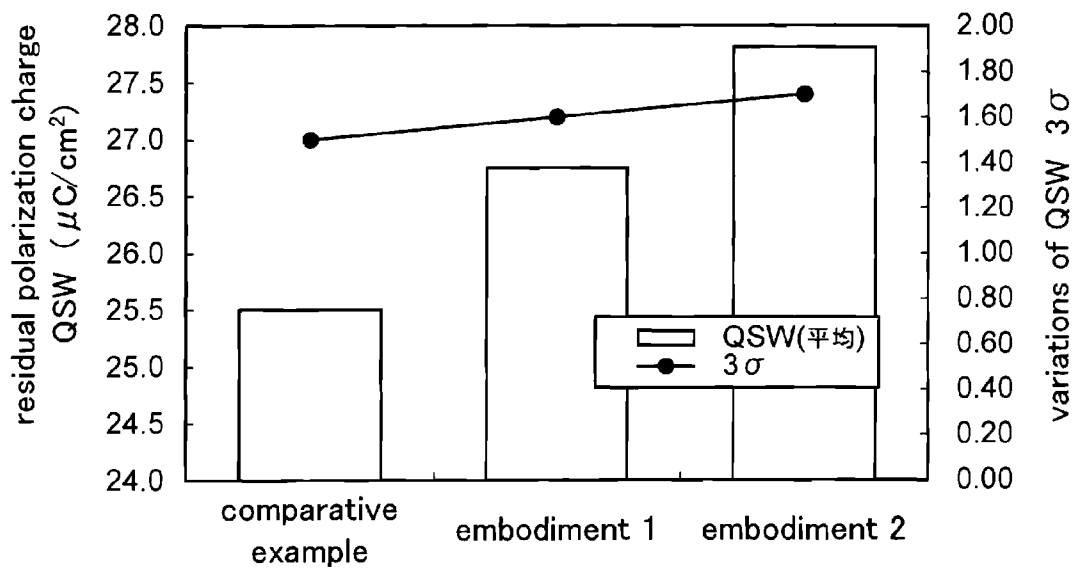 residual polarization charge
QSW (μC/cm²)
28.0
27.5
27.0
26.5
26.0
25.5
25.0
24.5
24.0
QSW(平均)
3σ
2.00
1.80
1.60
1.40
1.20
1.00
0.80
0.60
0.40
0.20
0.00
variations of QSW 3σ
comparative
example
embodiment 1
embodiment 2